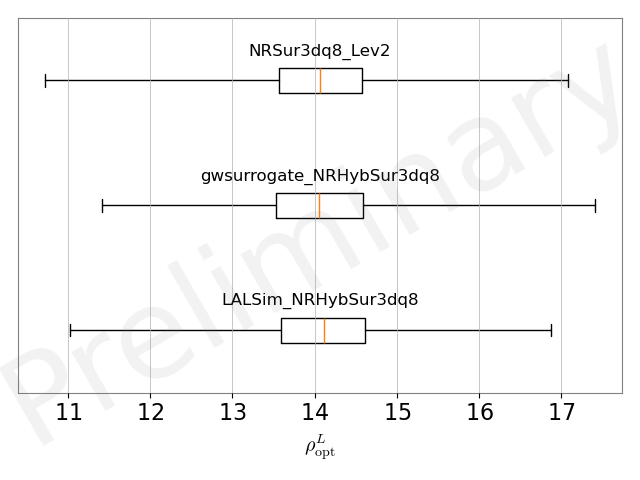 NRSur3dq8_Lev2
gwsurrogate_NRHybSur3dq8
LALSim_NRHybSur3dq8
Preliminary
11 12 13 14 15 16 17
ρ^L_opt